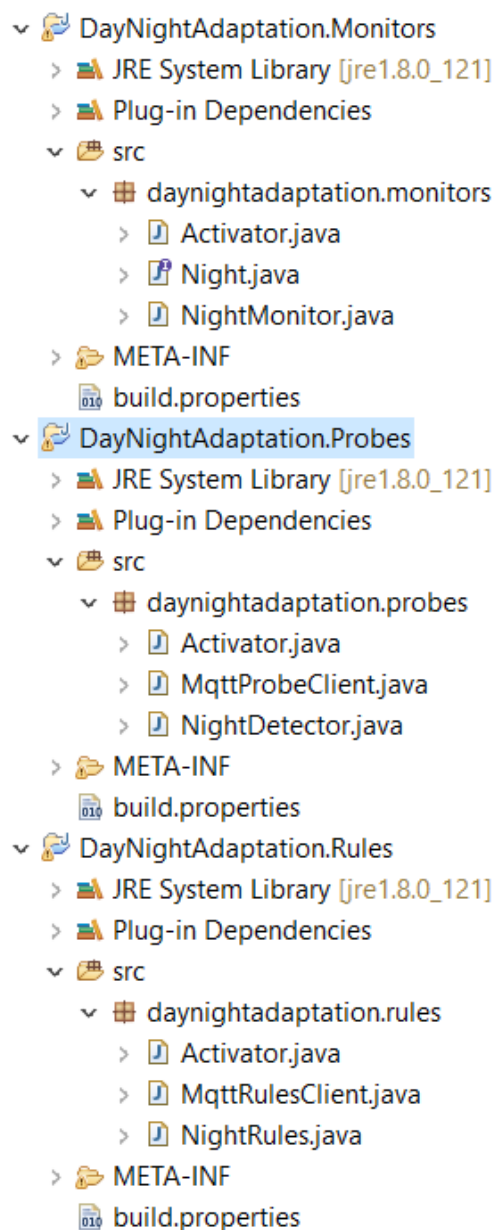 DayNightAdaptation.Monitors
JRE System Library [jre1.8.0_121]
Plug-in Dependencies
src
daynightadaptation.monitors
Activator.java
Night.java
NightMonitor.java
META-INF
build.properties
DayNightAdaptation.Probes
JRE System Library [jre1.8.0_121]
Plug-in Dependencies
src
daynightadaptation.probes
Activator.java
MqttProbeClient.java
NightDetector.java
META-INF
build.properties
DayNightAdaptation.Rules
JRE System Library [jre1.8.0_121]
Plug-in Dependencies
src
daynightadaptation.rules
Activator.java
MqttRulesClient.java
NightRules.java
META-INF
build.properties